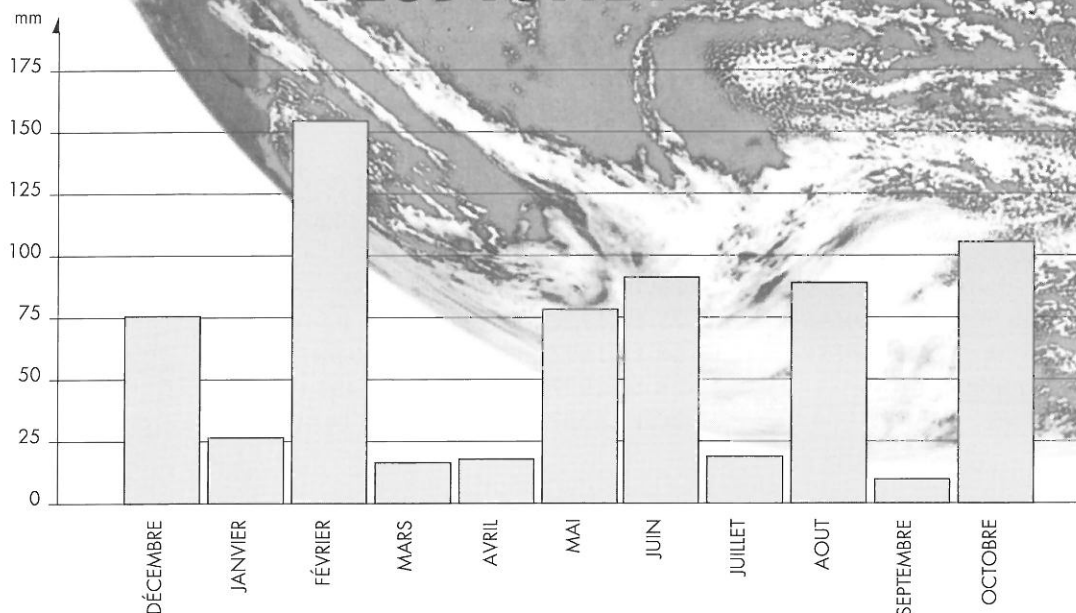 mm
175
150
125
100
75
50
25
0
DÉCEMBRE
JANVIER
FÉVRIER
MARS
AVRIL
MAI
JUIN
JUILLET
AOUT
SEPTEMBRE
OCTOBRE